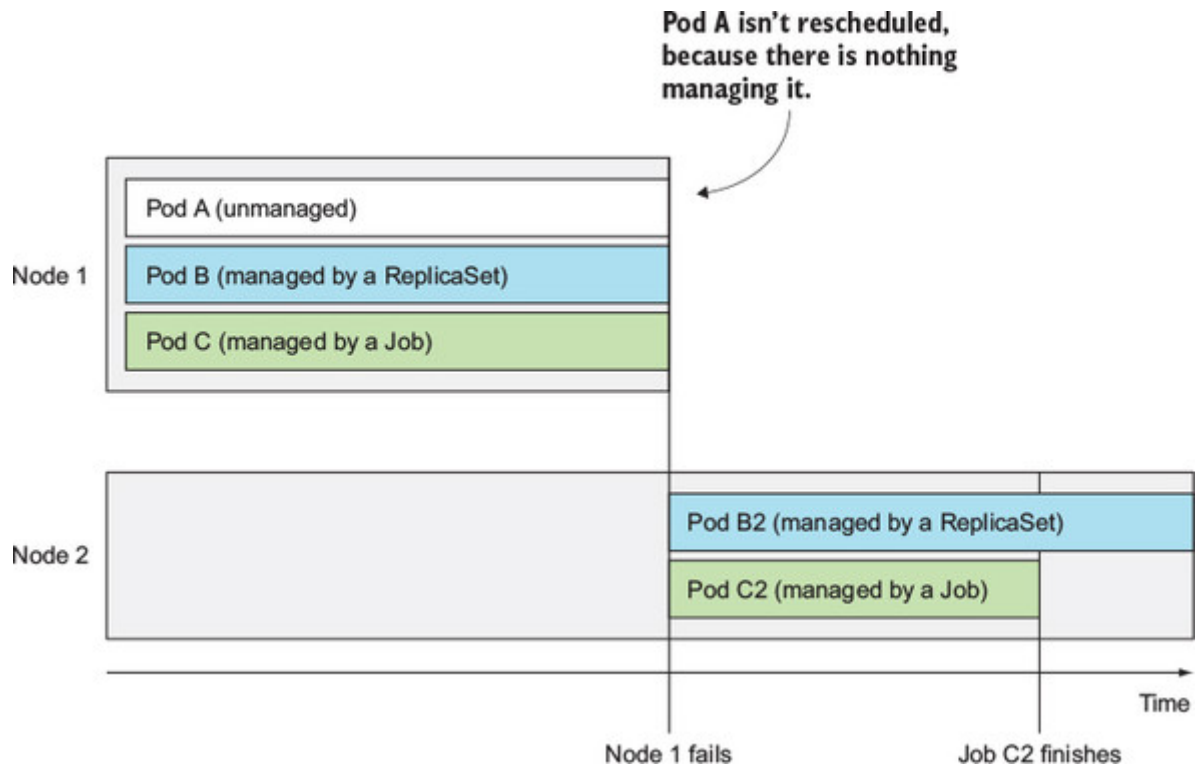 Pod A isn't rescheduled,
because there is nothing
managing it.
Node 1
Pod A (unmanaged)
Pod B (managed by a ReplicaSet)
Pod C (managed by a Job)
Node 2
Pod B2 (managed by a ReplicaSet)
Pod C2 (managed by a Job)
Time
Node 1 fails
Job C2 finishes